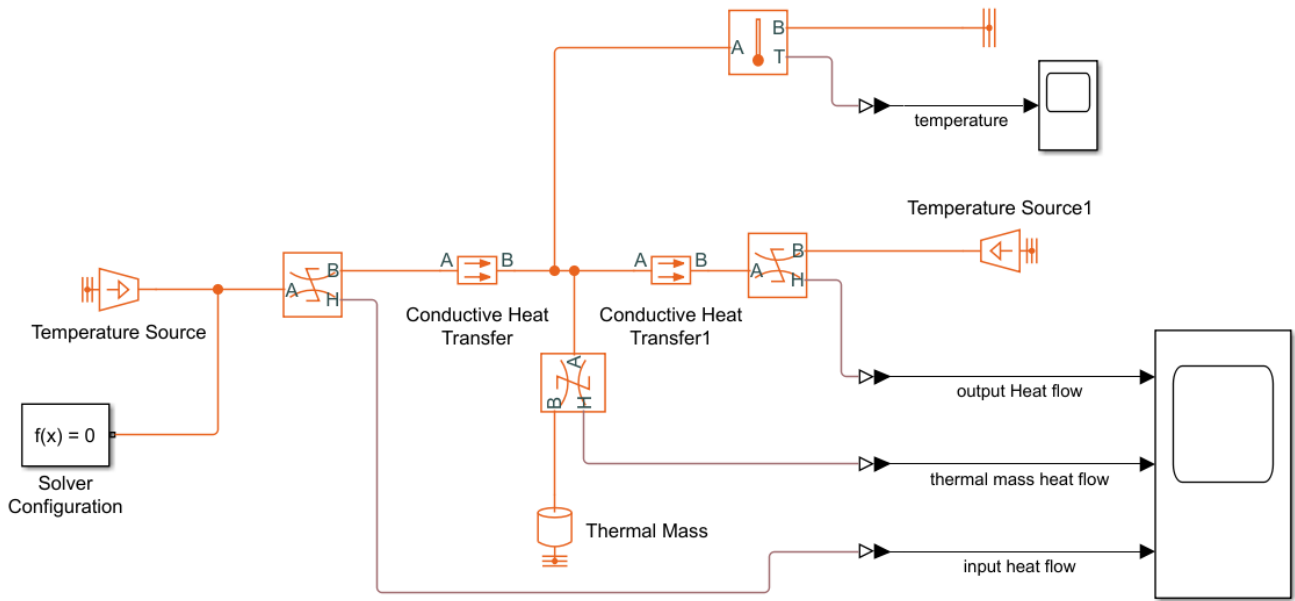 B
A
T
temperature
Temperature Source1
A
B
A
B
B
B
A
A
H
H
Temperature Source
Conductive Heat
Transfer
Conductive Heat
Transfer1
A
B
H
output Heat flow
f(x) = 0
Solver
Configuration
thermal mass heat flow
Thermal Mass
input heat flow